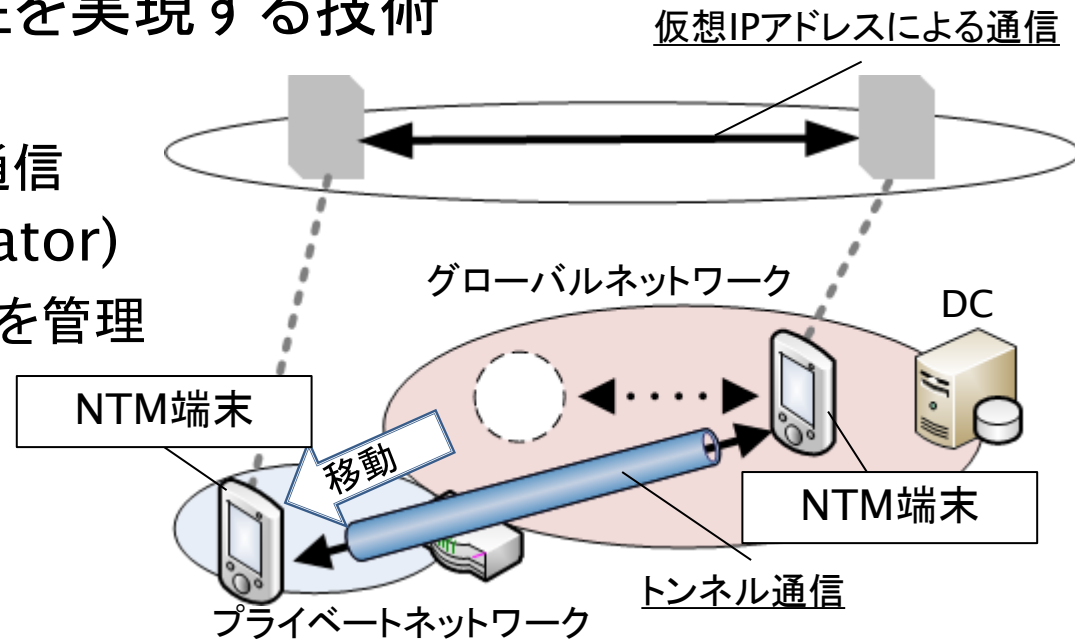 を実現する技術
仮想IPアドレスによる通信
通信
ator)
を管理
グローバルネットワーク
DC
NTM端末
移動
NTM端末
トンネル通信
プライベートネットワーク